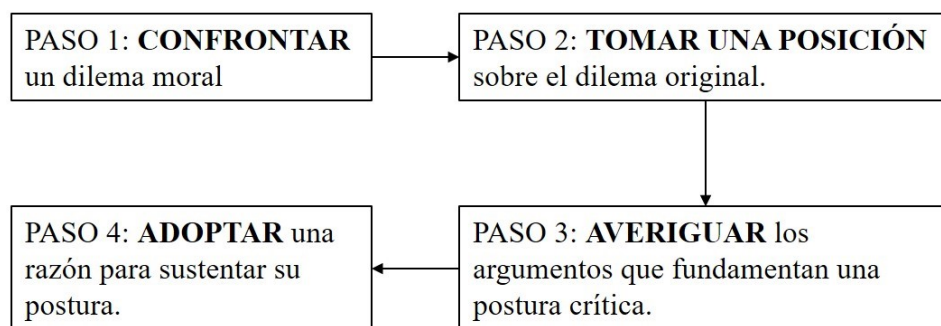 PASO 1: CONFRONTAR
un dilema moral
PASO 2: TOMAR UNA POSICIÓN
sobre el dilema original.
PASO 3: AVERIGUAR los
argumentos que fundamentan una
postura crítica.
PASO 4: ADOPTAR una
razón para sustentar su
postura.